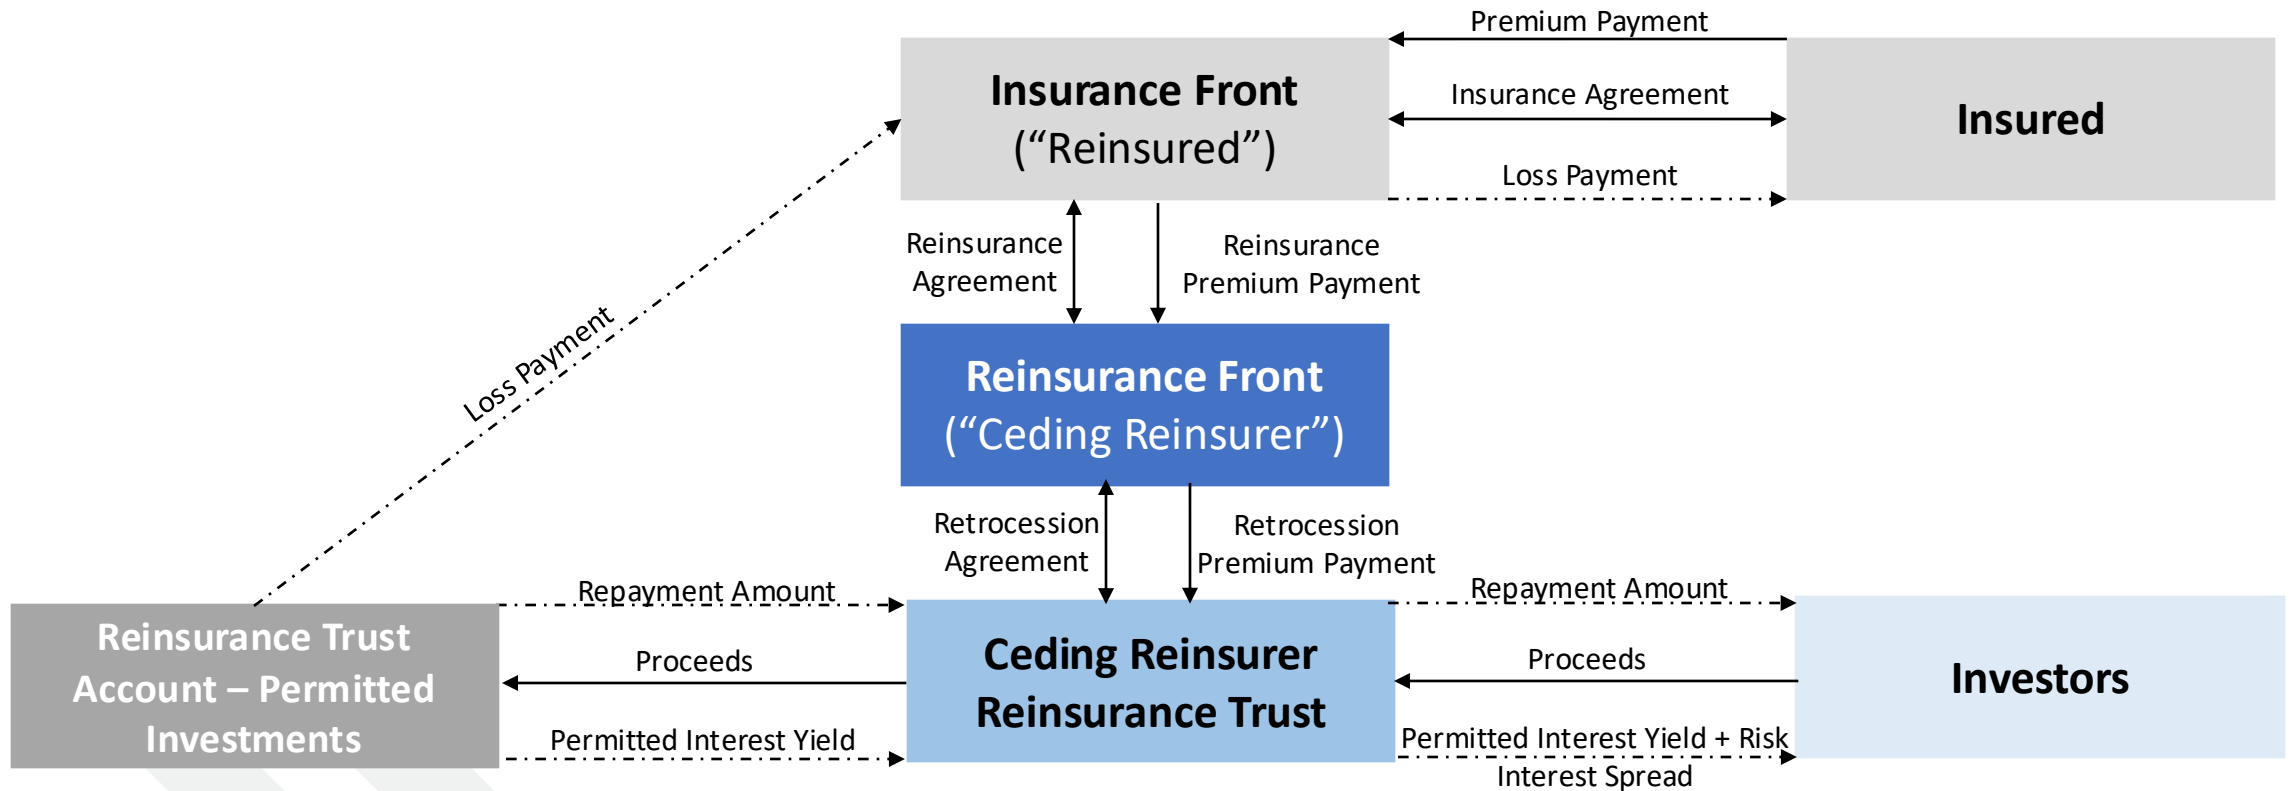 Premium Payment
Insurance Front
(“Reinsured”)
Insurance Agreement
Insured
Loss Payment
Reinsurance
Agreement
Reinsurance
Premium Payment
Loss Payment
Reinsurance Front
(“Ceding Reinsurer”)
Retrocession
Agreement
Retrocession
Premium Payment
Repayment Amount
Repayment Amount
Reinsurance Trust
Account – Permitted
Investments
Proceeds
Ceding Reinsurer
Reinsurance Trust
Proceeds
Investors
Permitted Interest Yield
Permitted Interest Yield + Risk
Interest Spread